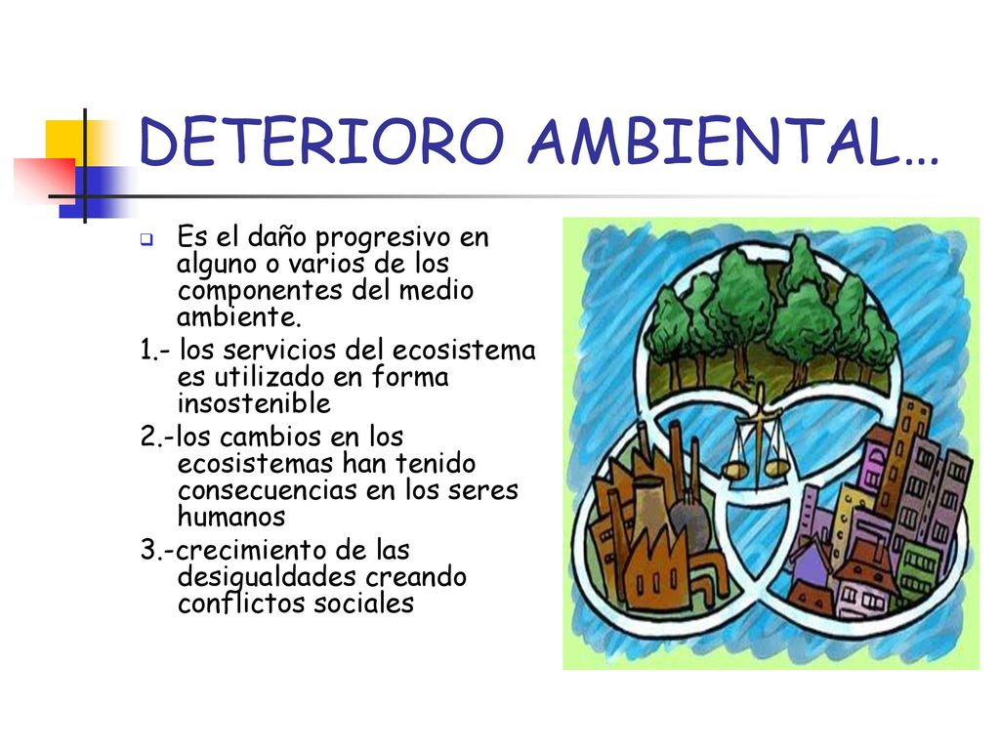 DETERIORO AMBIENTAL...
Es el daño progresivo en
alguno o varios de los
componentes del medio
ambiente.
1.- los servicios del ecosistema
es utilizado en forma
insostenible
2.-los cambios en los
ecosistemas han tenido
consecuencias en los seres
humanos
3.-crecimiento de las
desigualdades creando
conflictos sociales